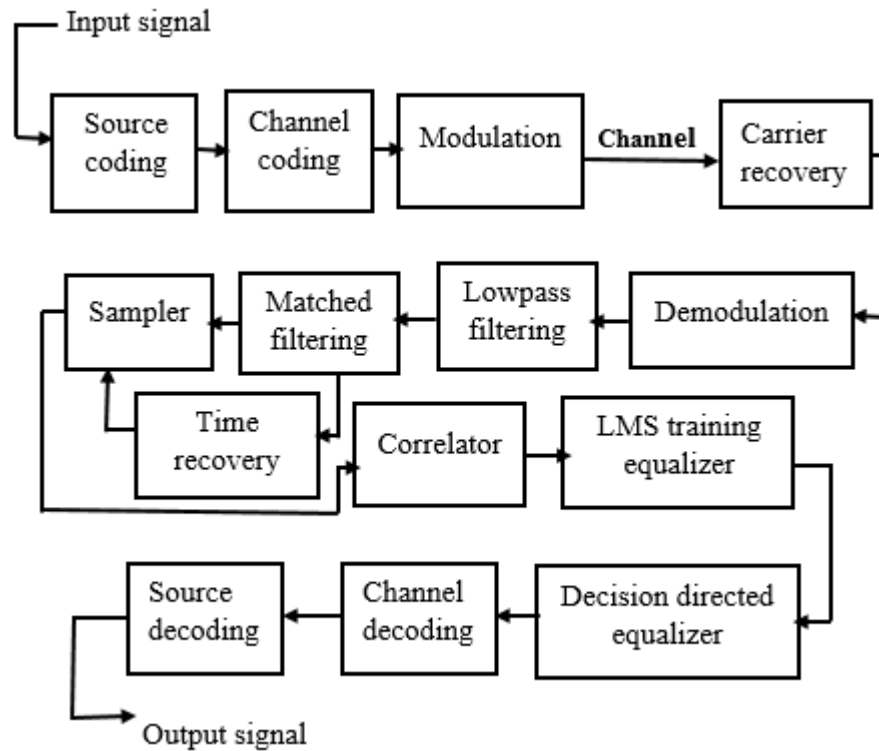 Input signal
Source
coding
Channel
coding
Modulation
Channel
Carrier
recovery
Sampler
Matched
filtering
Lowpass
filtering
Demodulation
Time
recovery
Correlator
LMS training
equalizer
Source
decoding
Channel
decoding
Decision directed
equalizer
Output signal